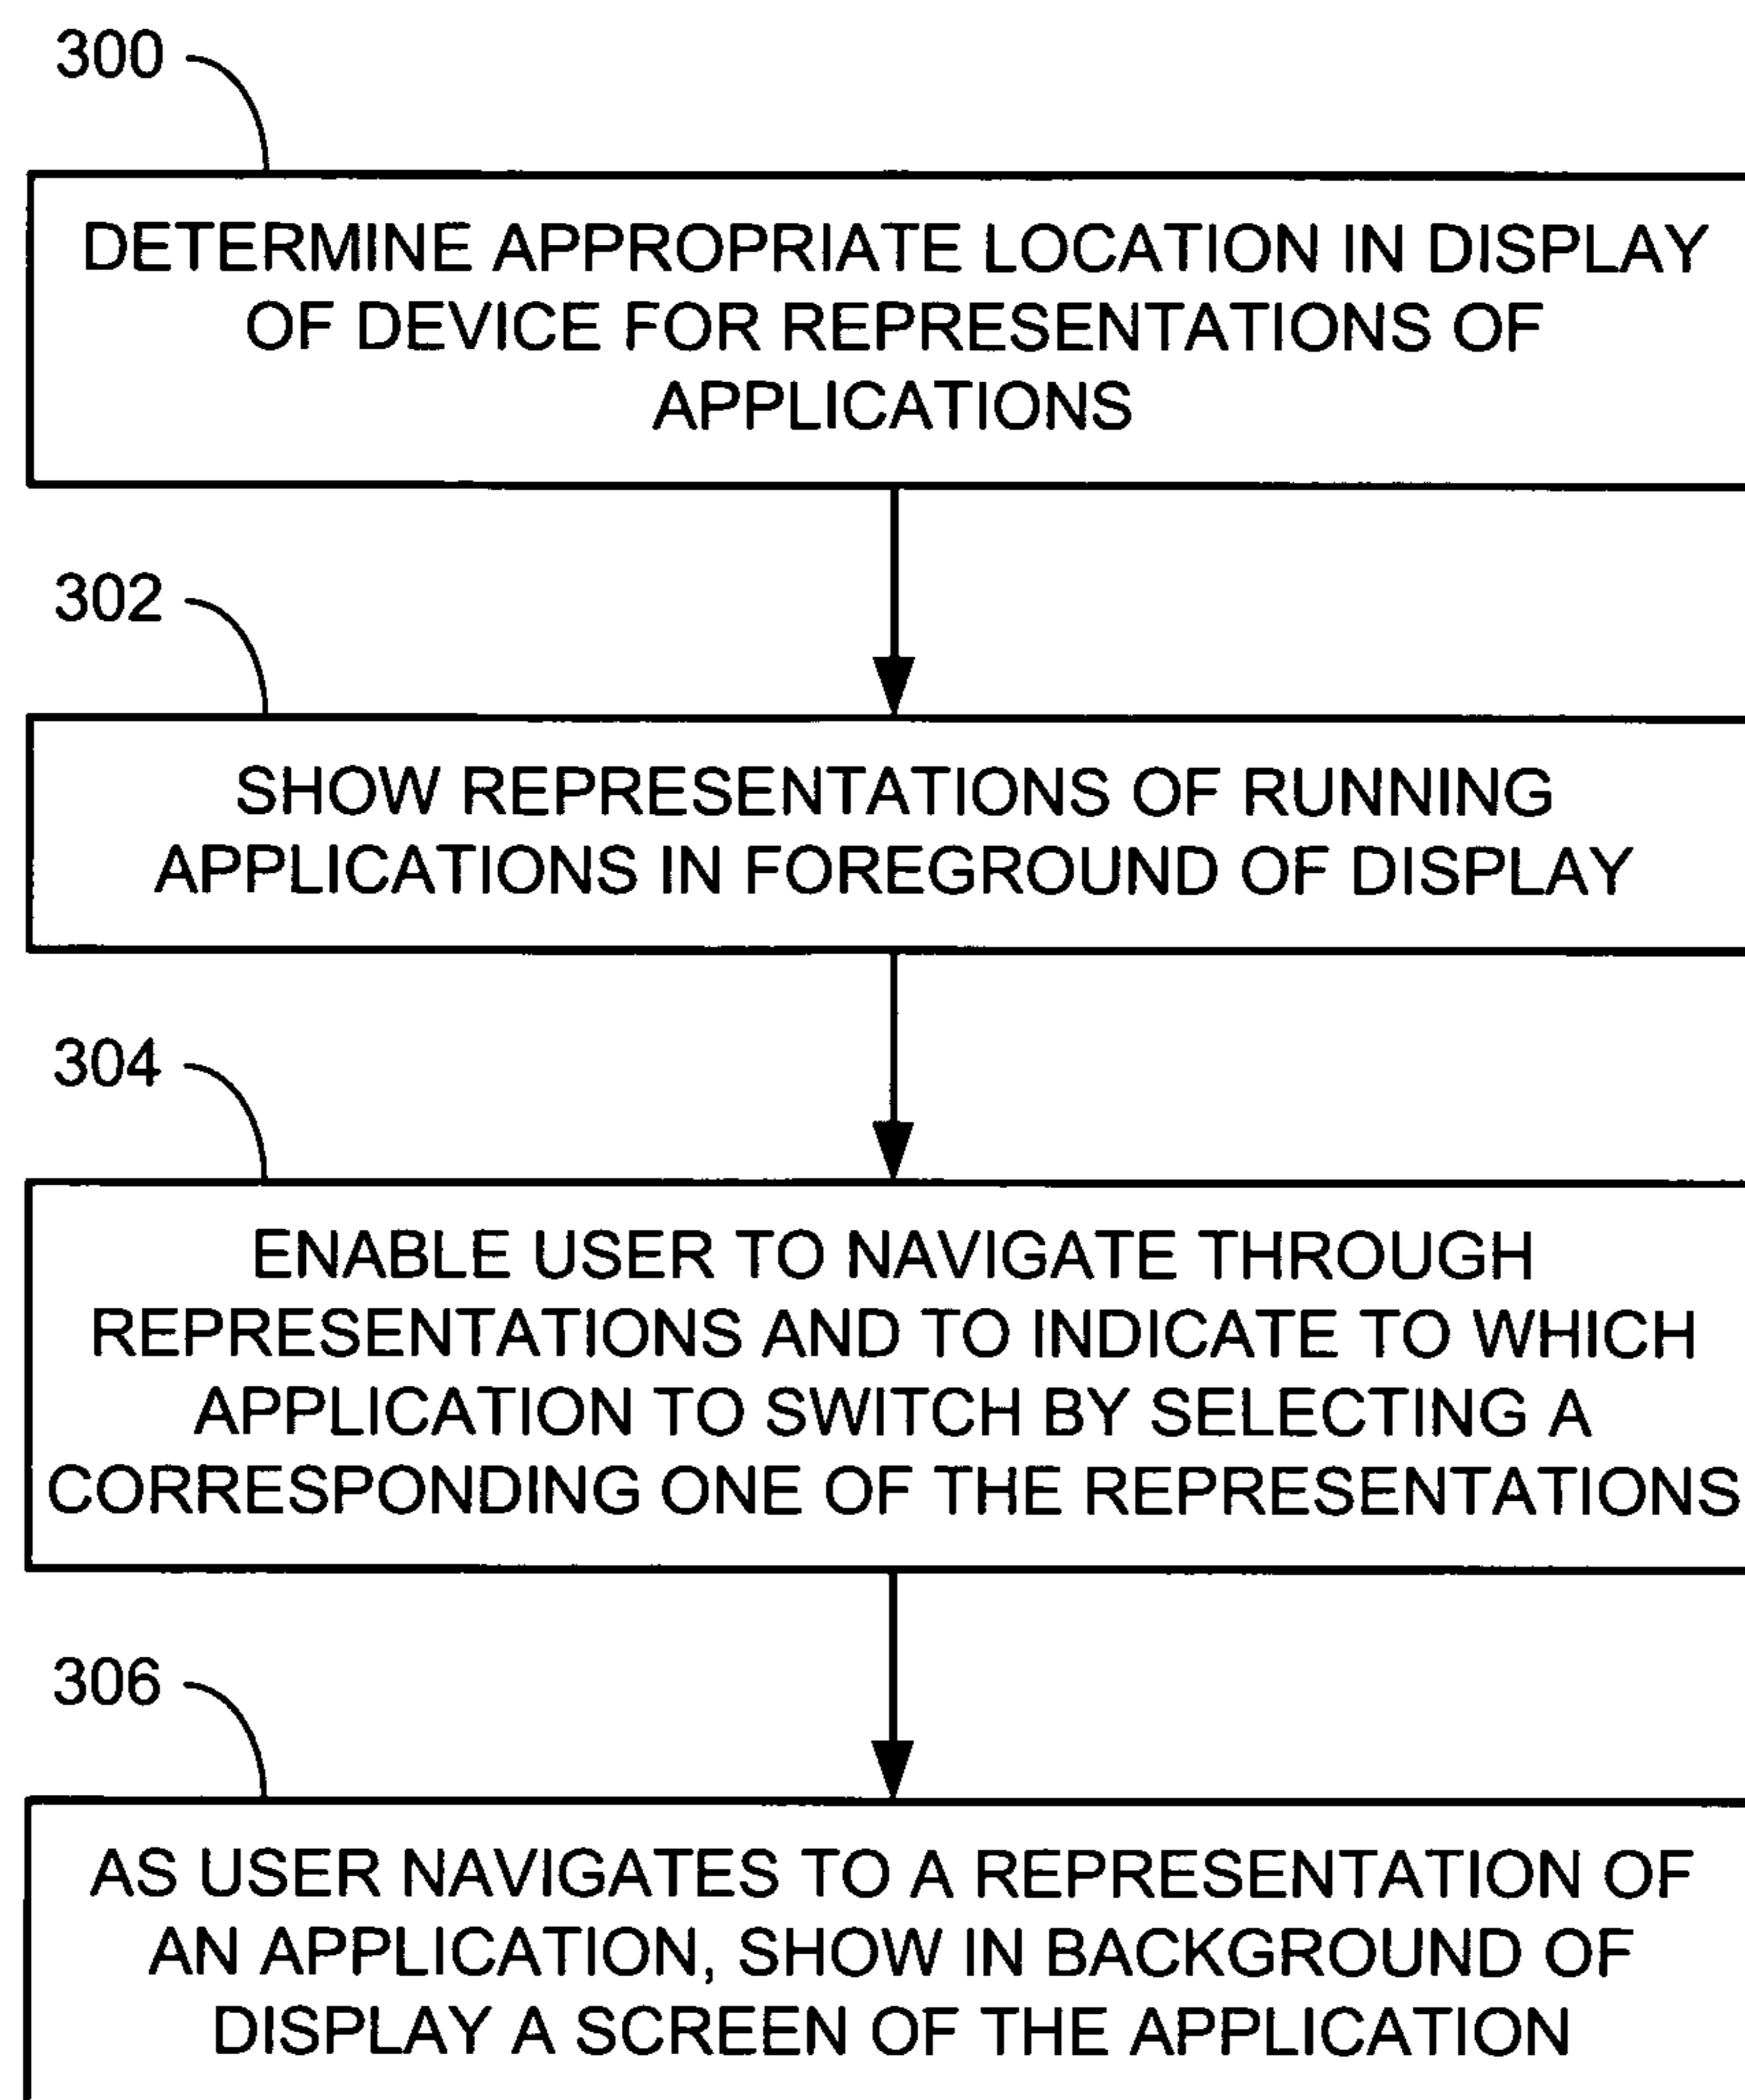 300
DETERMINE APPROPRIATE LOCATION IN DISPLAY
OF DEVICE FOR REPRESENTATIONS OF
APPLICATIONS
302
SHOW REPRESENTATIONS OF RUNNING
APPLICATIONS IN FOREGROUND OF DISPLAY
304
ENABLE USER TO NAVIGATE THROUGH
REPRESENTATIONS AND TO INDICATE TO WHICH
APPLICATION TO SWITCH BY SELECTING A
CORRESPONDING ONE OF THE REPRESENTATIONS
306
AS USER NAVIGATES TO A REPRESENTATION OF
AN APPLICATION, SHOW IN BACKGROUND OF
DISPLAY A SCREEN OF THE APPLICATION